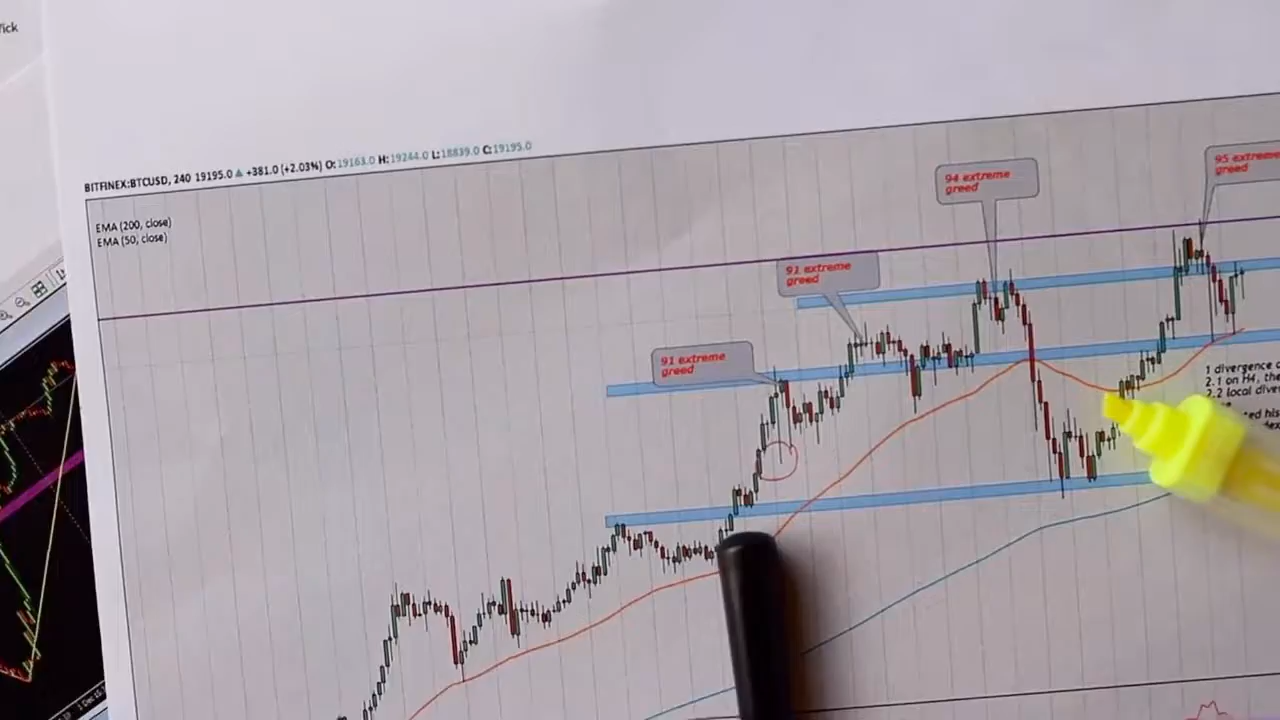 BITFINEX:BTCUSD, 240 19195.0 ▲ +381.0 (+2.03%) O:19163.0 H:19244.0 L:18839.0 C:19195.0
EMA (200, close)
EMA (50, close)
95 extreme
greed
94 extreme
greed
91 extreme
greed
91 extreme
greed
1 divergence
2.1 on H4, the
2.2 local dive